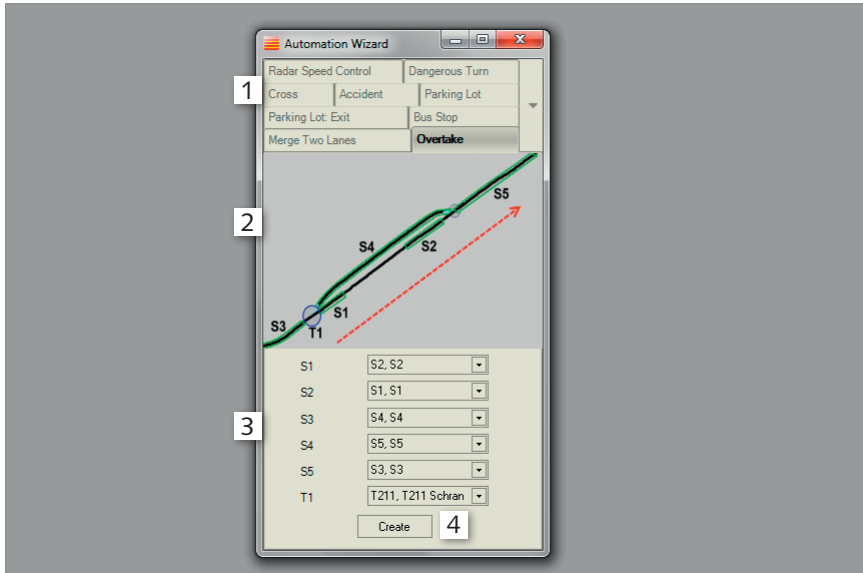 Automation Wizard
1
Radar Speed Control Dangerous Turn
Cross Accident Parking Lot
Parking Lot: Exit Bus Stop
Merge Two Lanes Overtake
2
S5
S4 S2
S1
S3 T1
3
S1 S2, S2
S2 S1, S1
S3 S4, S4
S4 S5, S5
S5 S3, S3
T1 T211, T211 Schran
Create 4